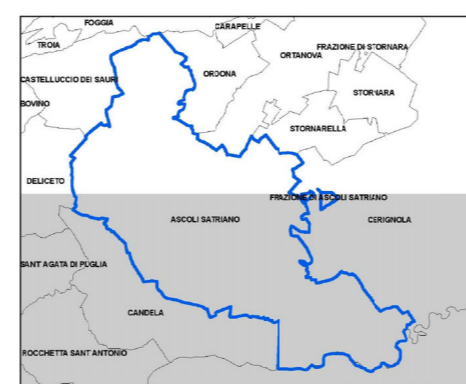 FOGGIA
CARAPELLE
TROIA
ORTANOVA
FRAZIONE DI STORNARA
CASTELLUCCIO DEI SAURI
ORDONA
STORNARA
BOVINO
STORNARELLA
DELICETO
FRAZIONE DI ASCOLI SATRIANO
ASCOLI SATRIANO
CERIGNOLA
SANT'AGATA DI PUGLIA
CANDELA
ROCCHETTA SANT'ANTONIO